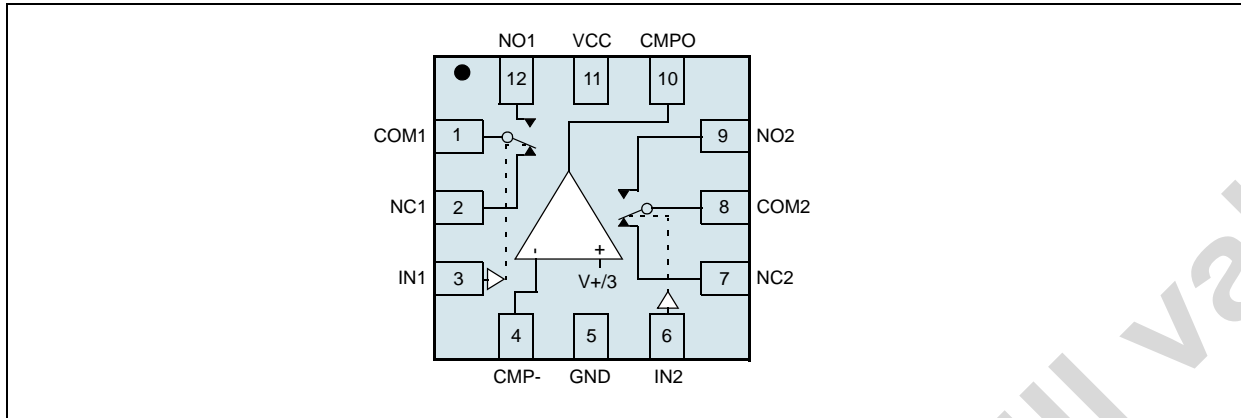 NO1 VCC CMPO
12 11 10
COM1 1 9 NO2
NC1 2 8 COM2
- +
IN1 3 V+/3 7 NC2
4 5 6
CMP- GND IN2